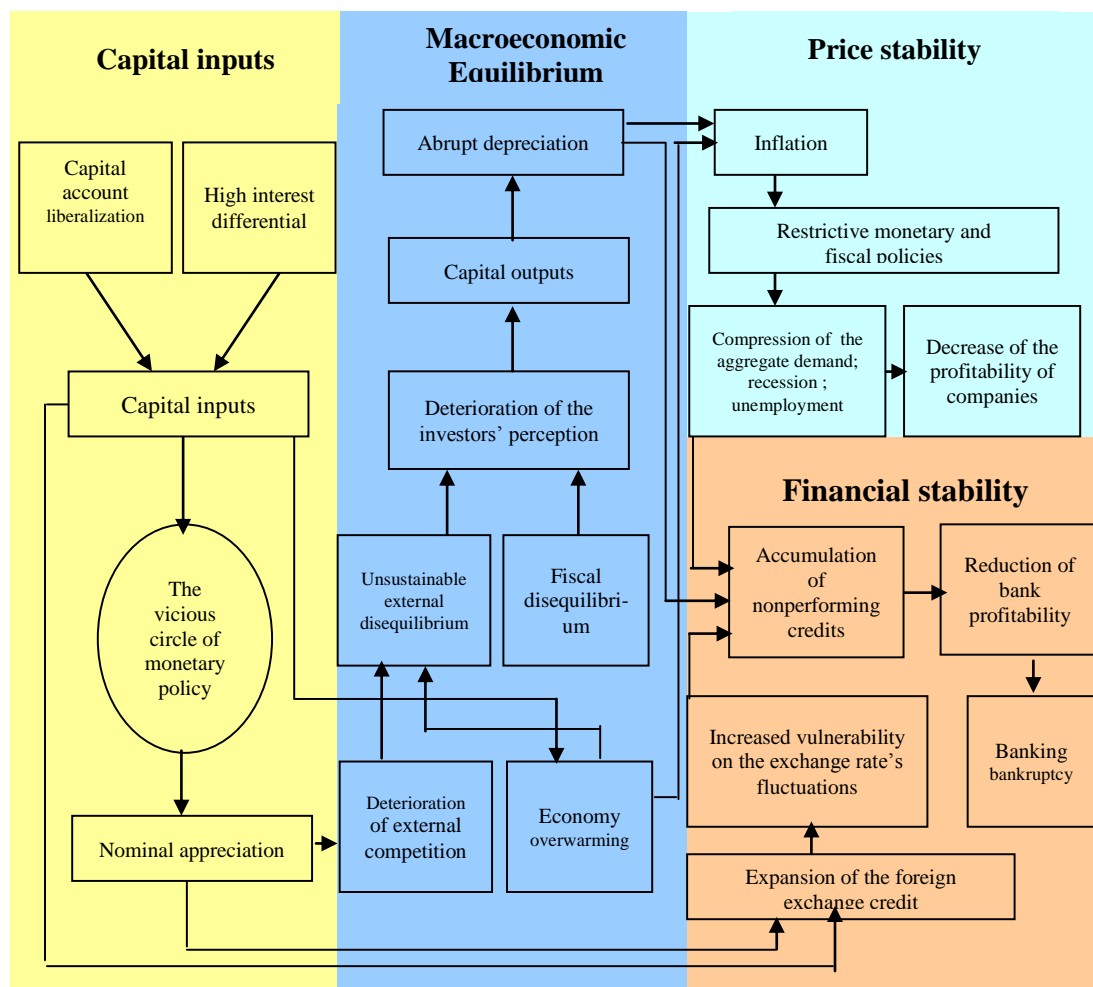 Capital inputs
Capital
account
liberalization
High interest
differential
Capital inputs
The
vicious
circle of
monetary
policy
Nominal appreciation
Macroeconomic
Equilibrium
Abrupt depreciation
Capital outputs
Deterioration of the
investors’ perception
Unsustainable
external
disequilibrium
Fiscal
disequilibri-
um
Deterioration
of external
competition
Economy
overwarming
Price stability
Inflation
Restrictive monetary and
fiscal policies
Compression of the
aggregate demand;
recession ;
unemployment
Decrease of the
profitability of
companies
Financial stability
Accumulation
of
nonperforming
credits
Reduction of
bank
profitability
Increased vulnerability
on the exchange rate’s
fluctuations
Banking
bankruptcy
Expansion of the foreign
exchange credit